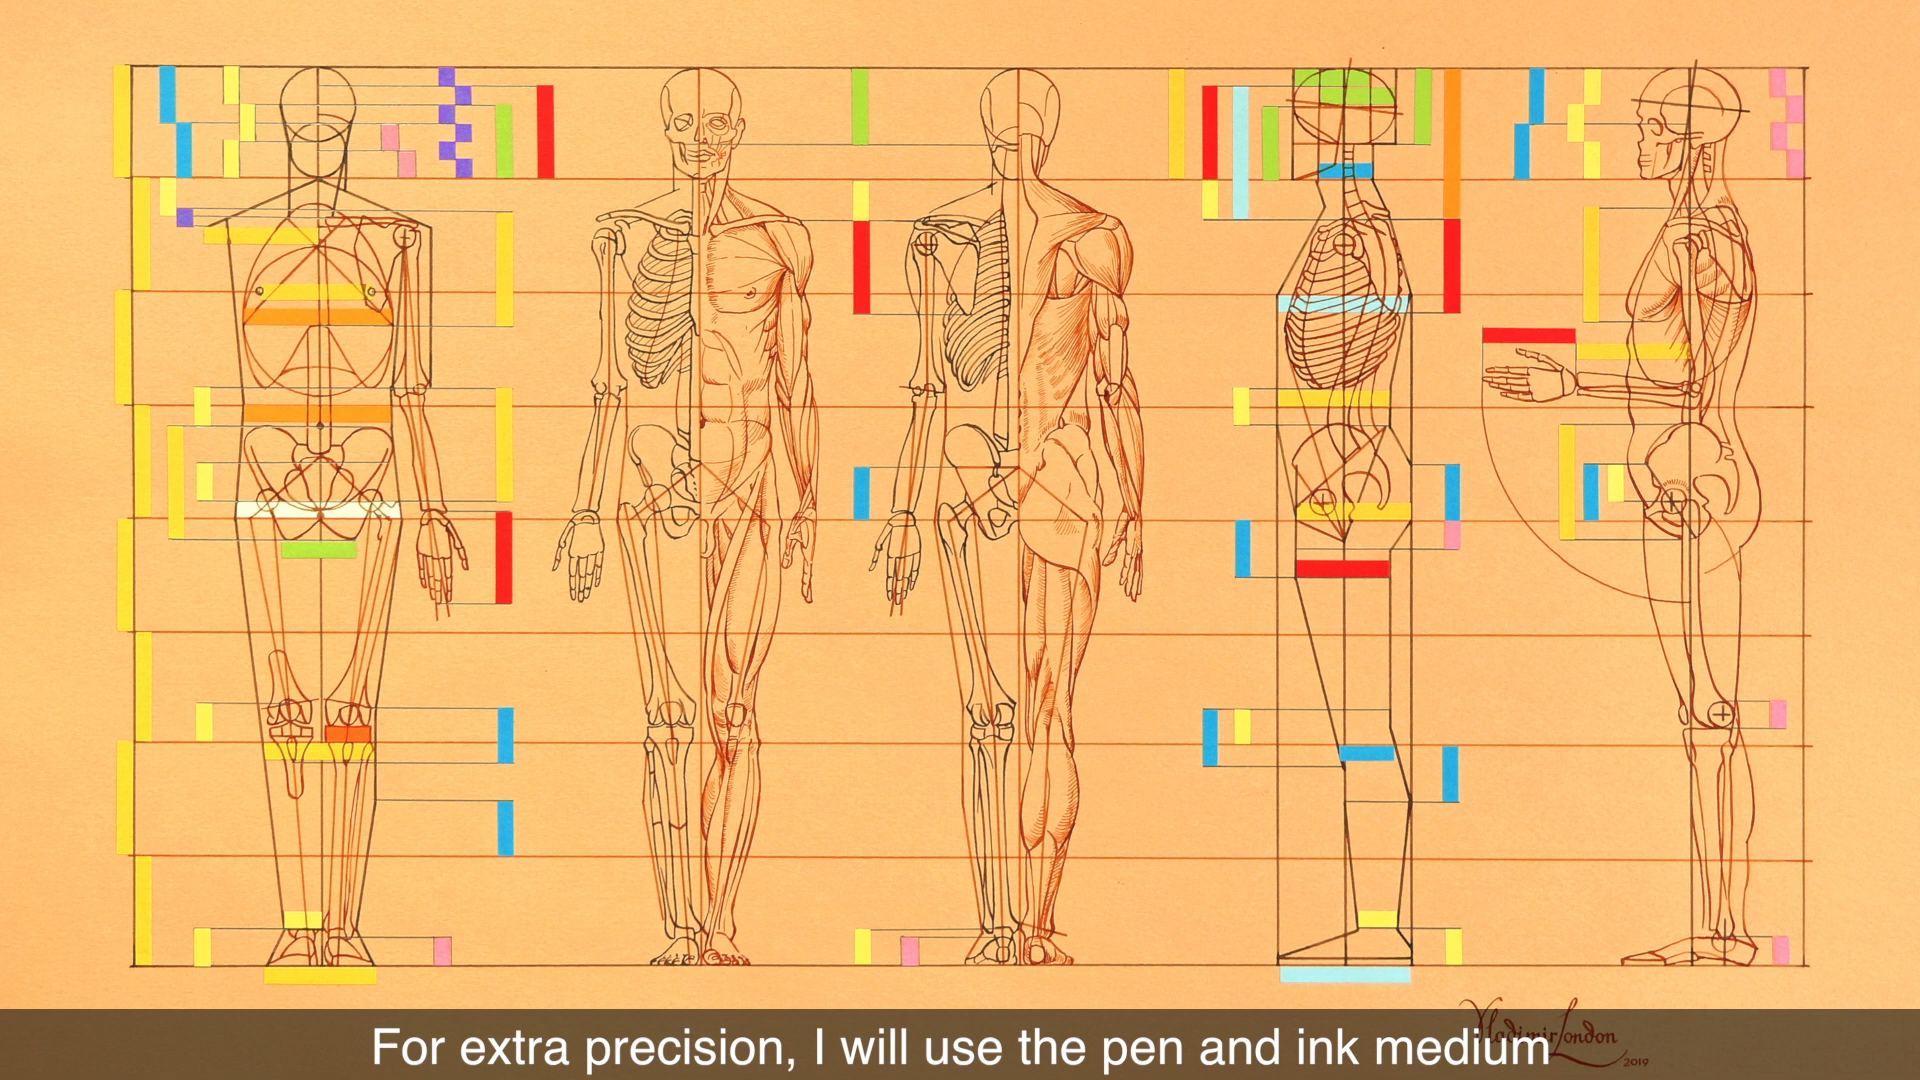 Vladimir London
2019
For extra precision, I will use the pen and ink medium